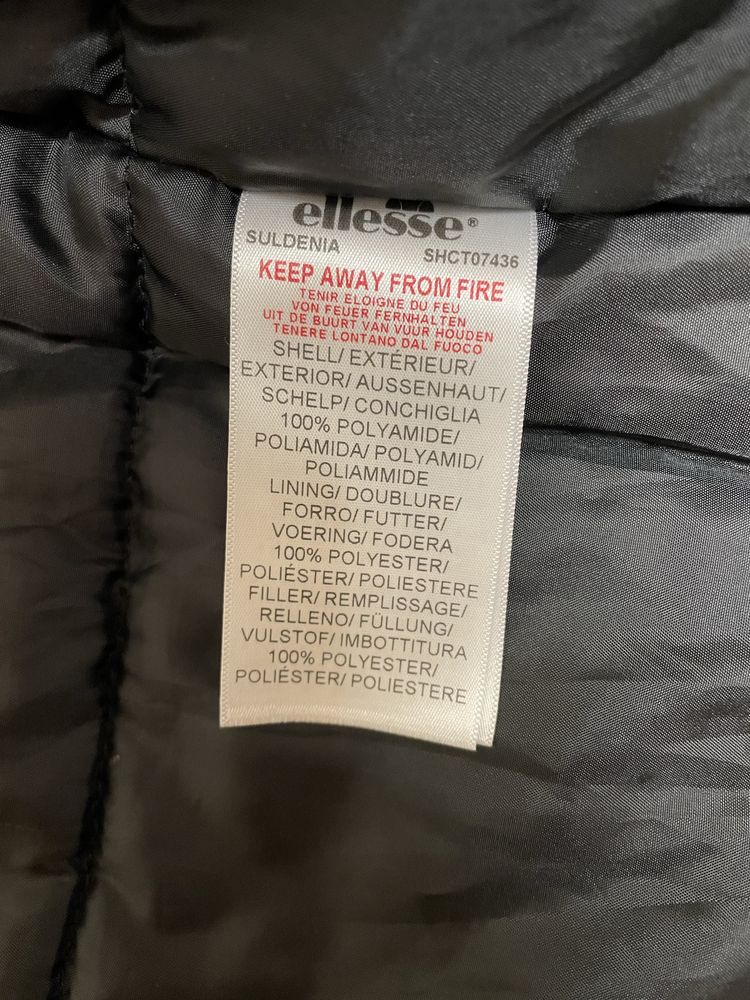 ellesse®
SULDENIA SHCT07436
KEEP AWAY FROM FIRE
TENIR ELOIGNE DU FEU
VON FEUER FERNHALTEN
UIT DE BUURT VAN VUUR HOUDEN
TENERE LONTANO DAL FUOCO
SHELL/ EXTÉRIEUR/
EXTERIOR/ AUSSENHAUT/
SCHELP/ CONCHIGLIA
100% POLYAMIDE/
POLIAMIDA/ POLYAMID/
POLIAMMIDE
LINING/ DOUBLURE/
FORRO/ FUTTER/
VOERING/ FODERA
100% POLYESTER/
POLIÉSTER/ POLIESTERE
FILLER/ REMPLISSAGE/
RELLENO/ FÜLLUNG/
VULSTOF/ IMBOTTITURA
100% POLYESTER/
POLIÉSTER/ POLIESTERE